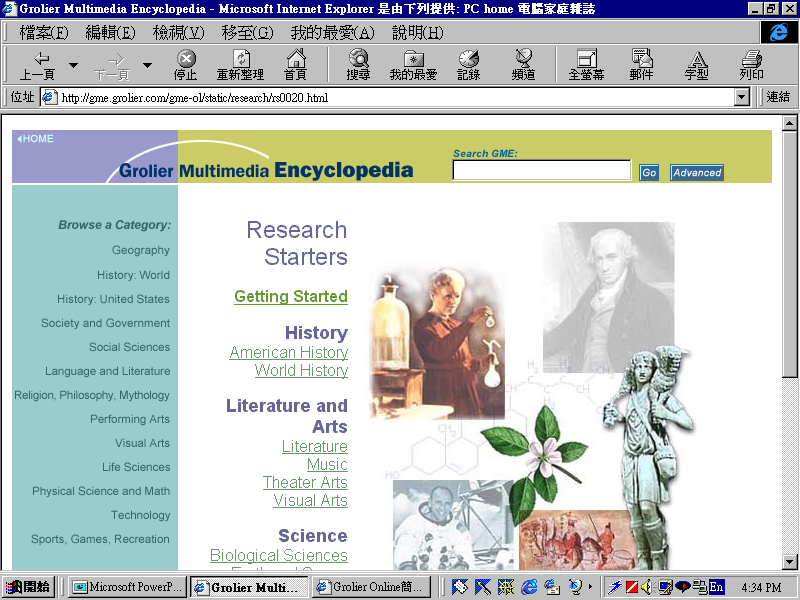 Grolier Multimedia Encyclopedia - Microsoft Internet Explorer 是由下列提供: PC home 電腦家庭雜誌
檔案(F) 編輯(E) 檢視(V) 移至(G) 我的最愛(A) 說明(H)
上一頁 下一頁 停止 重新整理 首頁 搜尋 我的最愛 記錄 頻道 全螢幕 郵件 字型 列印
網址 http://gme.grolier.com/gme-ol/static/research/rs0020.html 連結
HOME
Grolier Multimedia Encyclopedia
Search GME:
Go Advanced
Browse a Category:
Geography
History: World
History: United States
Society and Government
Social Sciences
Language and Literature
Religion, Philosophy, Mythology
Performing Arts
Visual Arts
Life Sciences
Physical Science and Math
Technology
Sports, Games, Recreation
Research
Starters
Getting Started
History
American History
World History
Literature and
Arts
Literature
Music
Theater Arts
Visual Arts
Science
Biological Sciences
H₂
H₂
CH₃
HO
開始 Microsoft PowerP... Grolier Multi... Grolier Online簡... En 4:34 PM